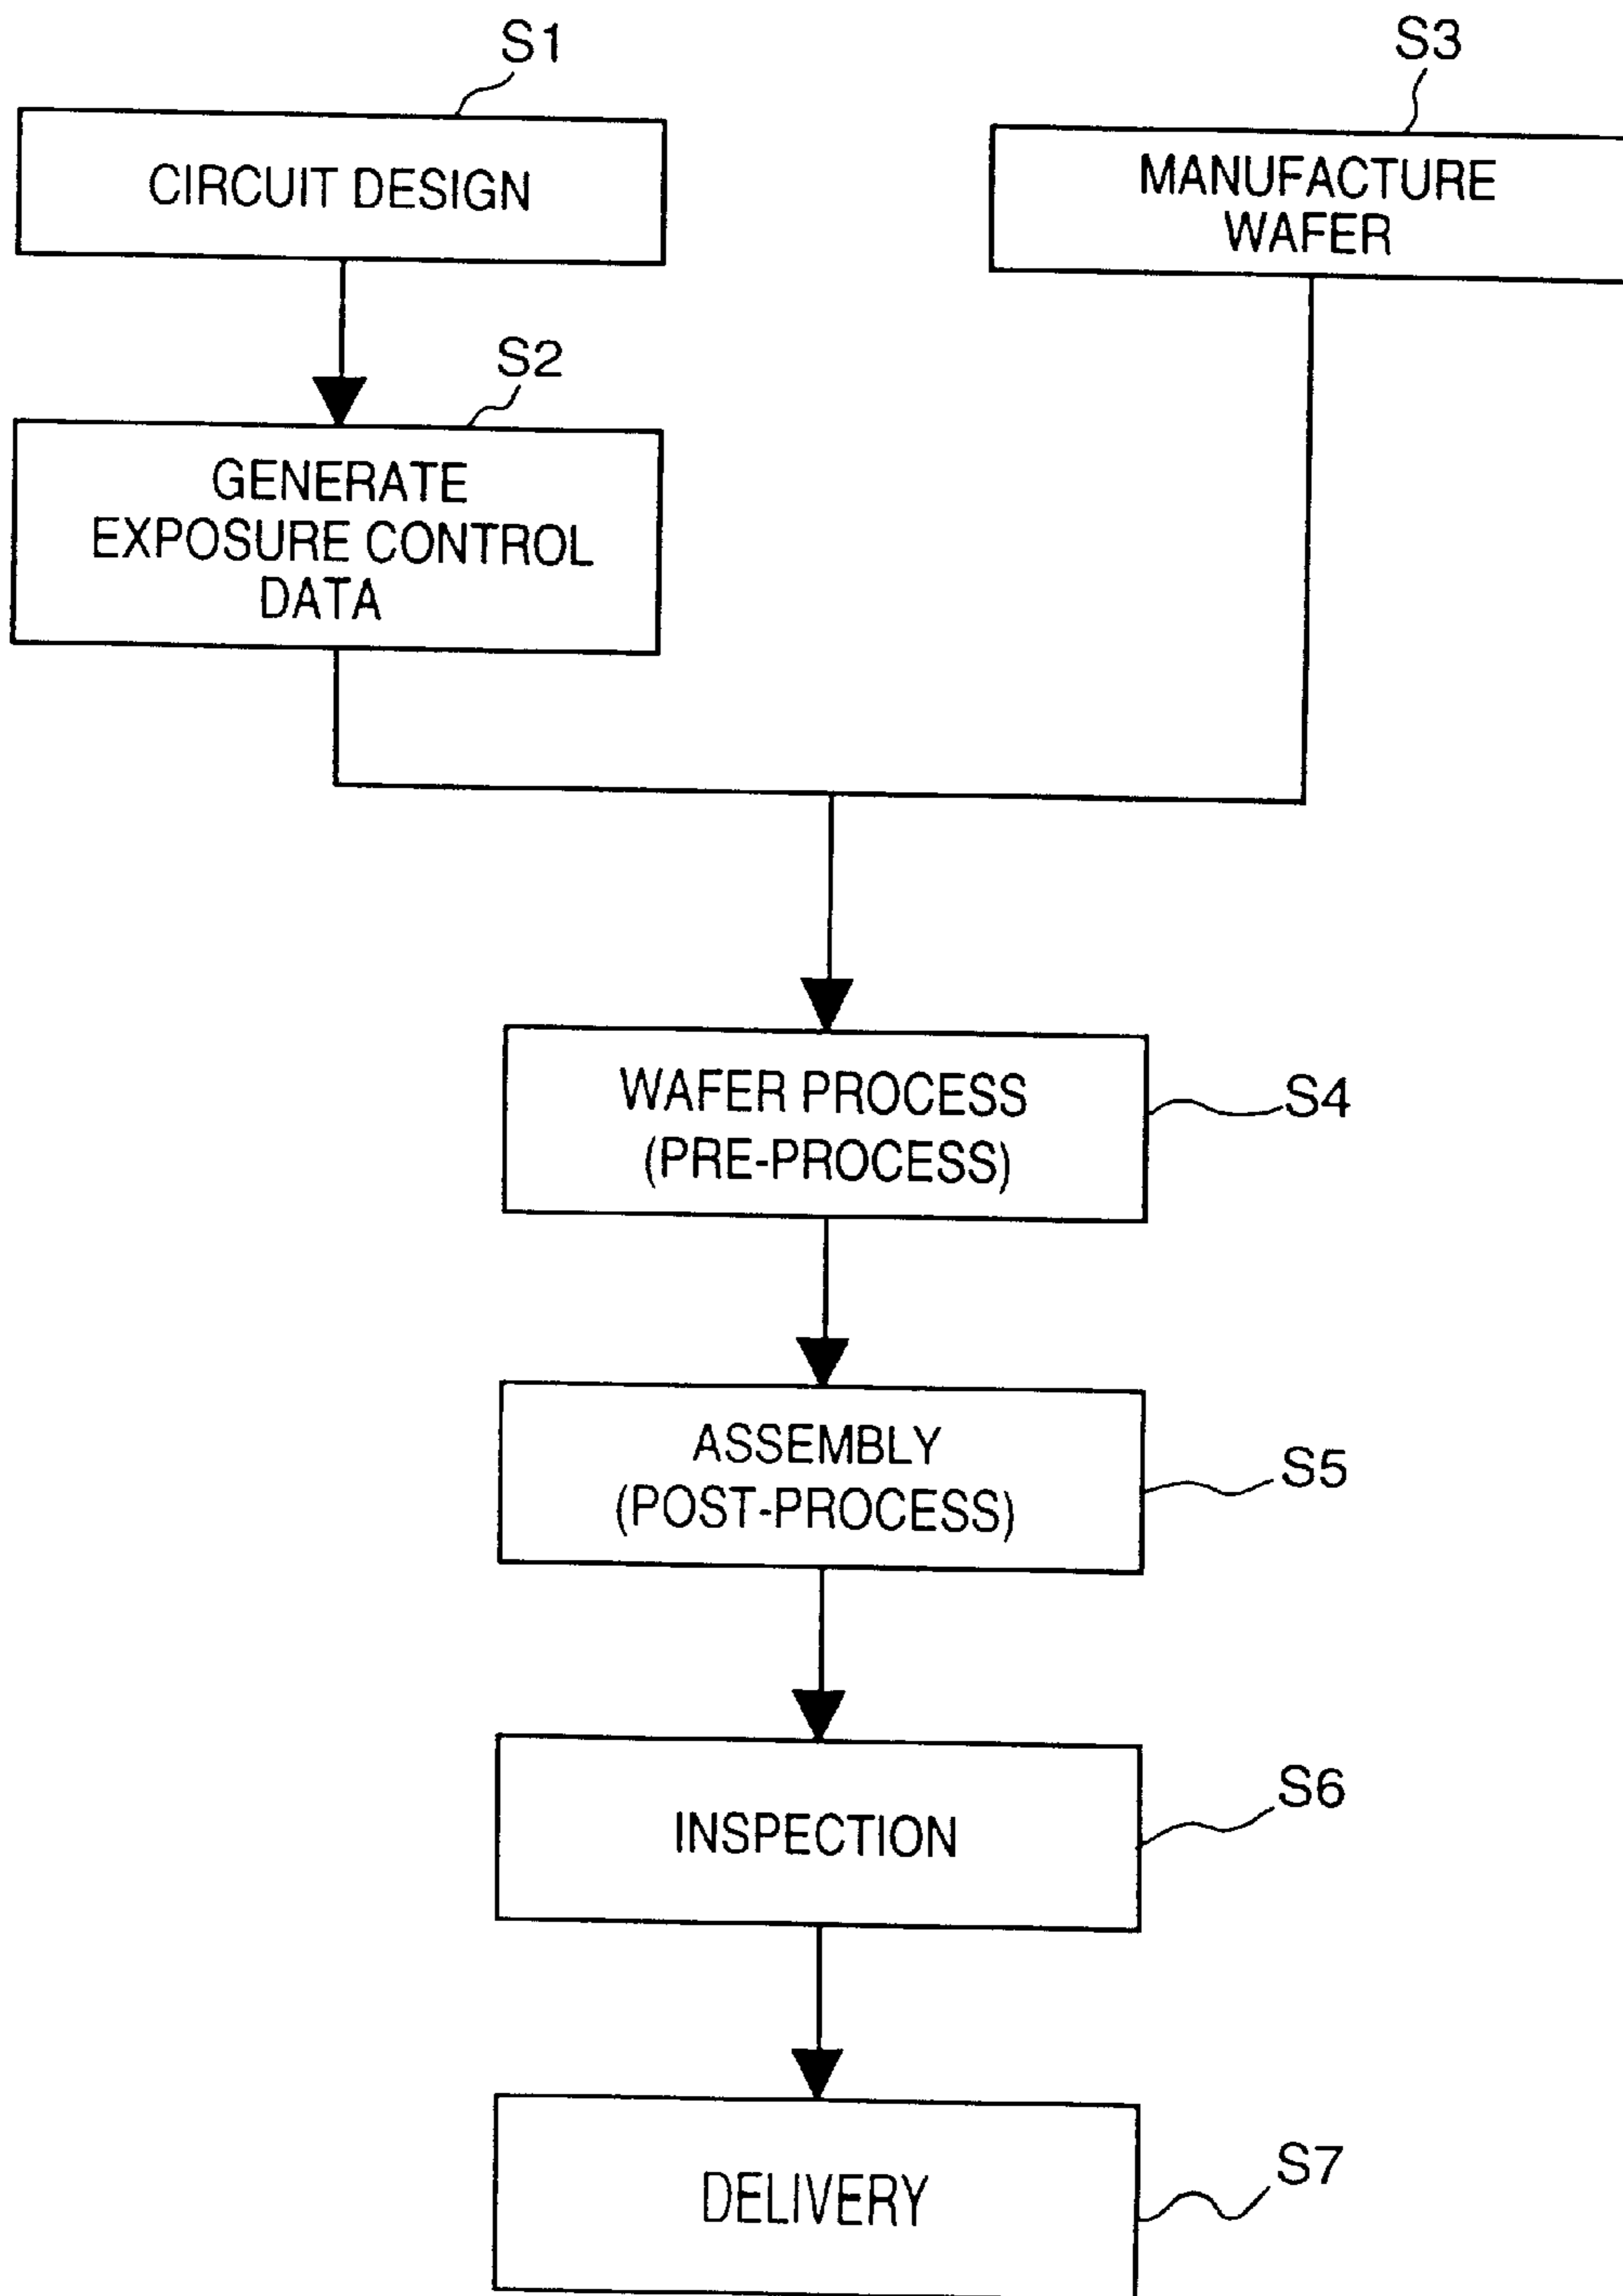 S1
CIRCUIT DESIGN
S3
MANUFACTURE
WAFER
S2
GENERATE
EXPOSURE CONTROL
DATA
WAFER PROCESS
(PRE-PROCESS)
S4
ASSEMBLY
(POST-PROCESS)
S5
INSPECTION
S6
DELIVERY
S7